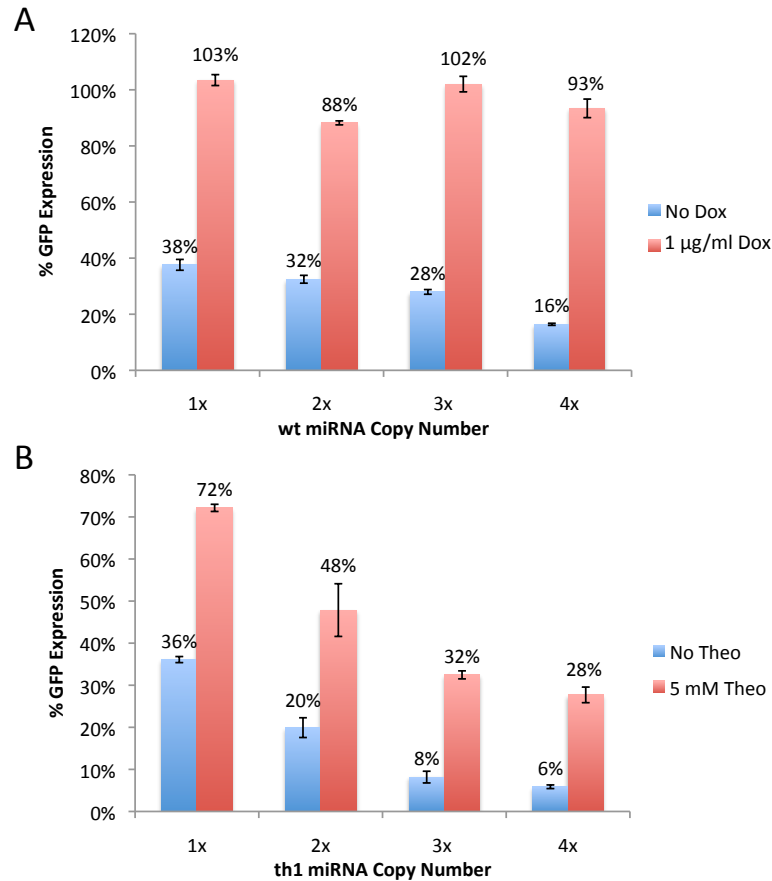 A
120%
100%
80%
60%
40%
20%
0%
% GFP Expression
103%
88%
102%
93%
38%
32%
28%
16%
No Dox
1 µg/ml Dox
1x 2x 3x 4x
wt miRNA Copy Number
B
80%
70%
60%
50%
40%
30%
20%
10%
0%
% GFP Expression
72%
48%
32%
28%
36%
20%
8%
6%
No Theo
5 mM Theo
1x 2x 3x 4x
th1 miRNA Copy Number